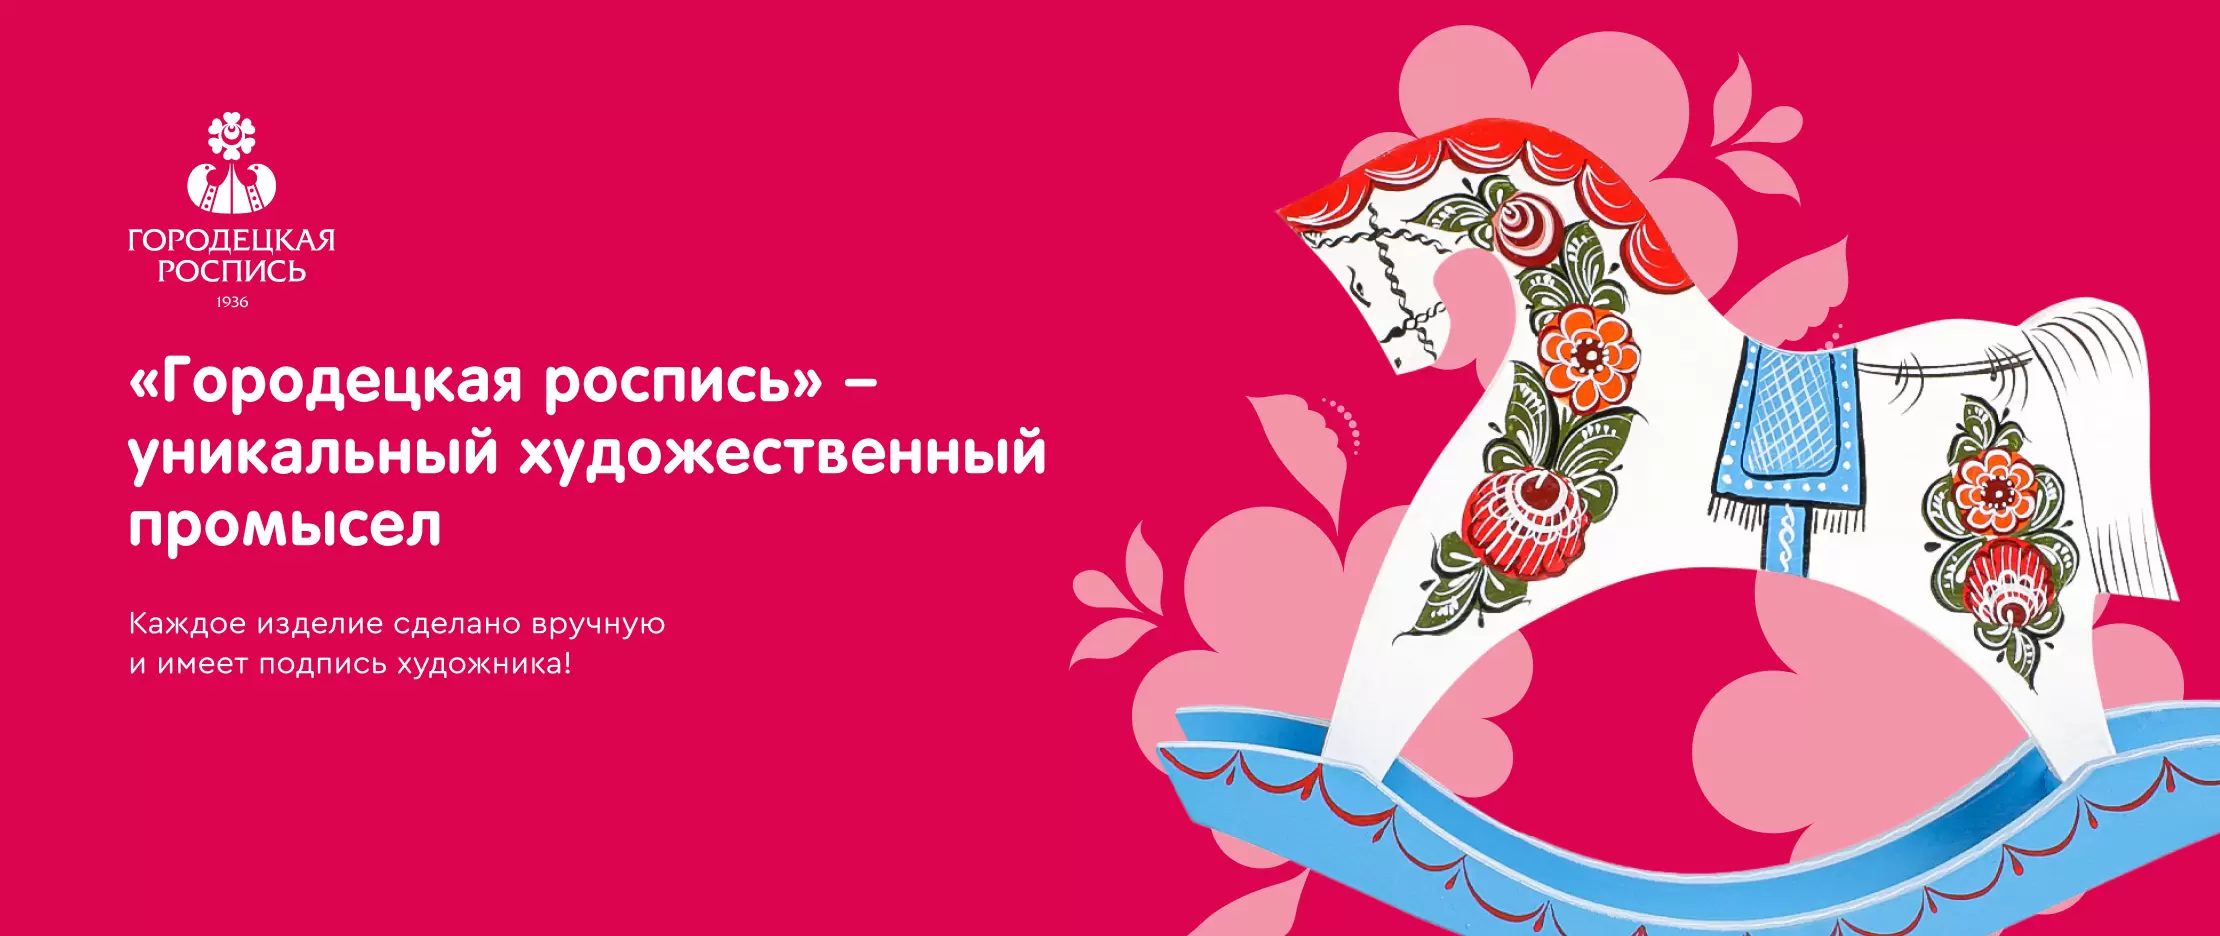 ГОРОДЕЦКАЯ
РОСПИСЬ
1936
«Городецкая роспись» –
уникальный художественный
промысел
Каждое изделие сделано вручную
и имеет подпись художника!